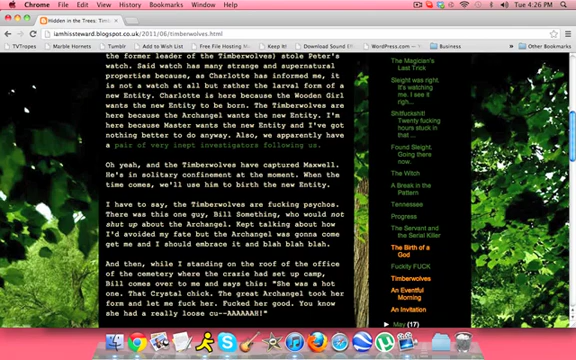 Chrome File Edit View History Bookmarks Window Help
Tue 4:26 PM
Hidden in the Trees: Timb
iamhissteward.blogspot.co.uk/2011/06/timberwolves.html
TVTropes Marble Hornets Tumblr Wish List Keep It! Download Sound Eff WordPress.com Business Other Bookmarks
the former leader of the Timberwolves) stole Peter's
watch. Said watch has many strange and supernatural
properties because, as Charlotte has informed me, it
is not a watch at all but rather the larval form of a
new Entity. Charlotte is here because the Wooden Girl
wants the new Entity to be born. The Timberwolves are
here because the Archangel wants the new Entity. I'm
here because Master wants the new Entity and I've got
nothing better to do anyway. Also, we apparently have
a pair of very inept investigators following us.
Oh yeah, and the Timberwolves have captured Maxwell.
He's in solitary confinement at the moment. When the
time comes, we'll use him to birth the new Entity.
I have to say, the Timberwolves are fucking psychos.
There was this one guy, Bill Something, who would not
shut up about the Archangel. Kept talking about how
I'd avoided my fate but the Archangel was gonna come
get me and I should embrace it and blah blah blah.
And then, while I standing on the roof of the office
of the cemetery where the crazie had set up camp,
Bill comes over to me and says this: "She was a hot
one. That Crystal chick. The great Archangel took her
form and let me fuck her. Fucked her good. You know
she had a really loose cu--AAAAAAH!"
The Magician's
Last Trick
Sleight was right.
It's watching
me. I see it
righ...
Shitfuckshit!
Twenty fucking
hours stuck in
that ...
Found Sleight.
Going there
now.
The Witch
A Break in the
Pattern
Tennessee
Progress
The Servant and
the Serial Killer
The Birth of a
God
Fuckity FUCK
Timberwolves
An Eventful
Morning
An Invitation
► May (17)